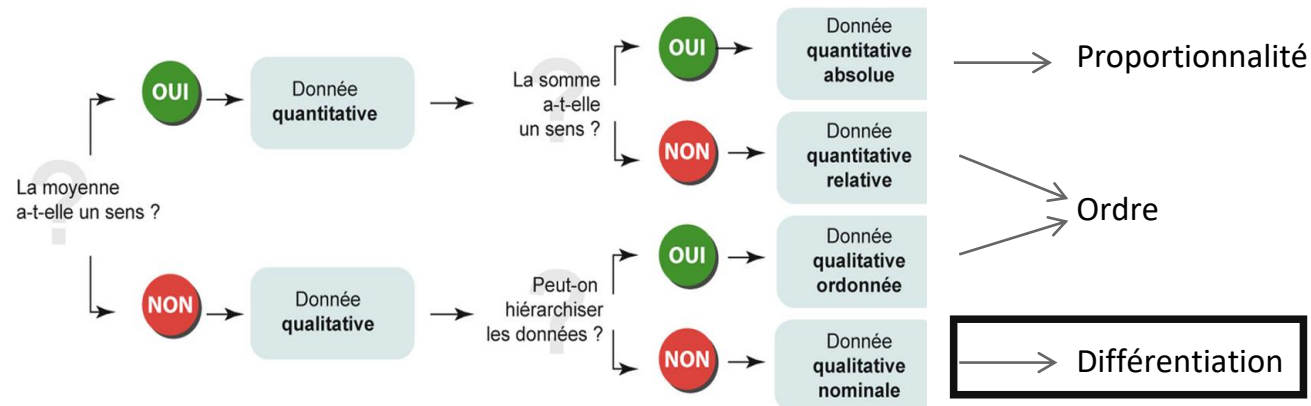 La moyenne
a-t-elle un sens ?
OUI
Donnée
quantitative
La somme
a-t-elle
un sens ?
OUI
Donnée
quantitative
absolue
Proportionnalité
NON
Donnée
quantitative
relative
Ordre
NON
Donnée
qualitative
Peut-on
hiérarchiser
les données ?
OUI
Donnée
qualitative
ordonnée
NON
Donnée
qualitative
nominale
Différentiation
?
?
?